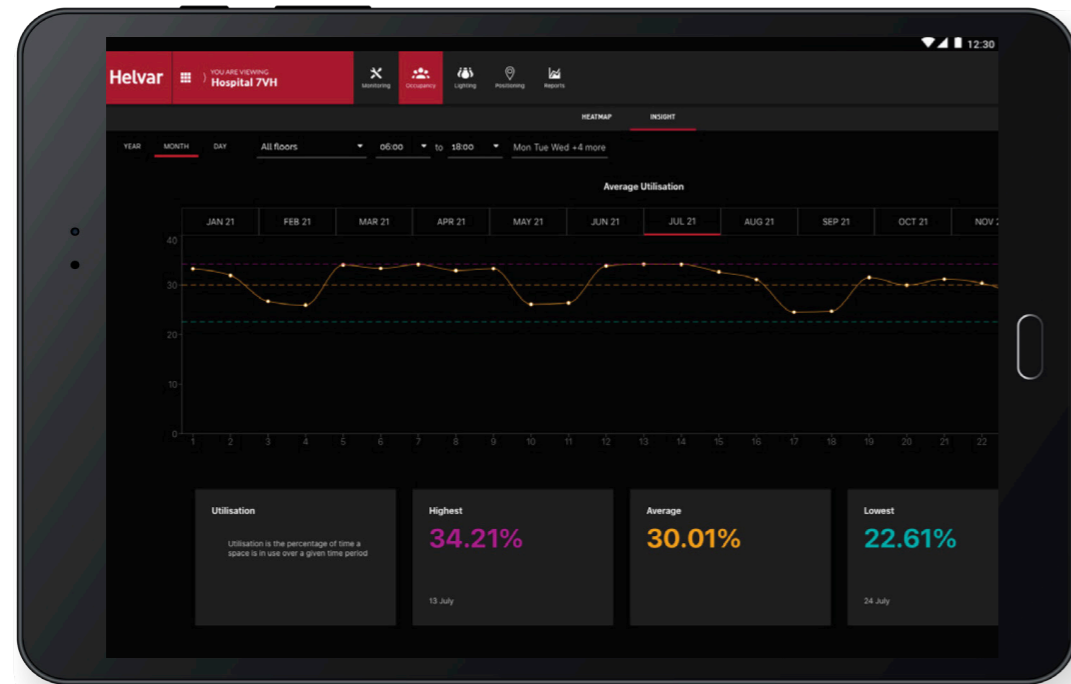 12:30
Helvar
YOU ARE VIEWING
Hospital 7VH
Monitoring
Occupancy
Lighting
Positioning
Reports
HEATMAP INSIGHT
YEAR MONTH DAY All floors 06:00 to 18:00 Mon Tue Wed +4 more
Average Utilisation
JAN 21 FEB 21 MAR 21 APR 21 MAY 21 JUN 21 JUL 21 AUG 21 SEP 21 OCT 21 NOV 2
40
30
20
10
0
1 2 3 4 5 6 7 8 9 10 11 12 13 14 15 16 17 18 19 20 21 22
Utilisation
Utilisation is the percentage of time a
space is in use over a given time period
Highest
34.21%
13 July
Average
30.01%
Lowest
22.61%
24 July